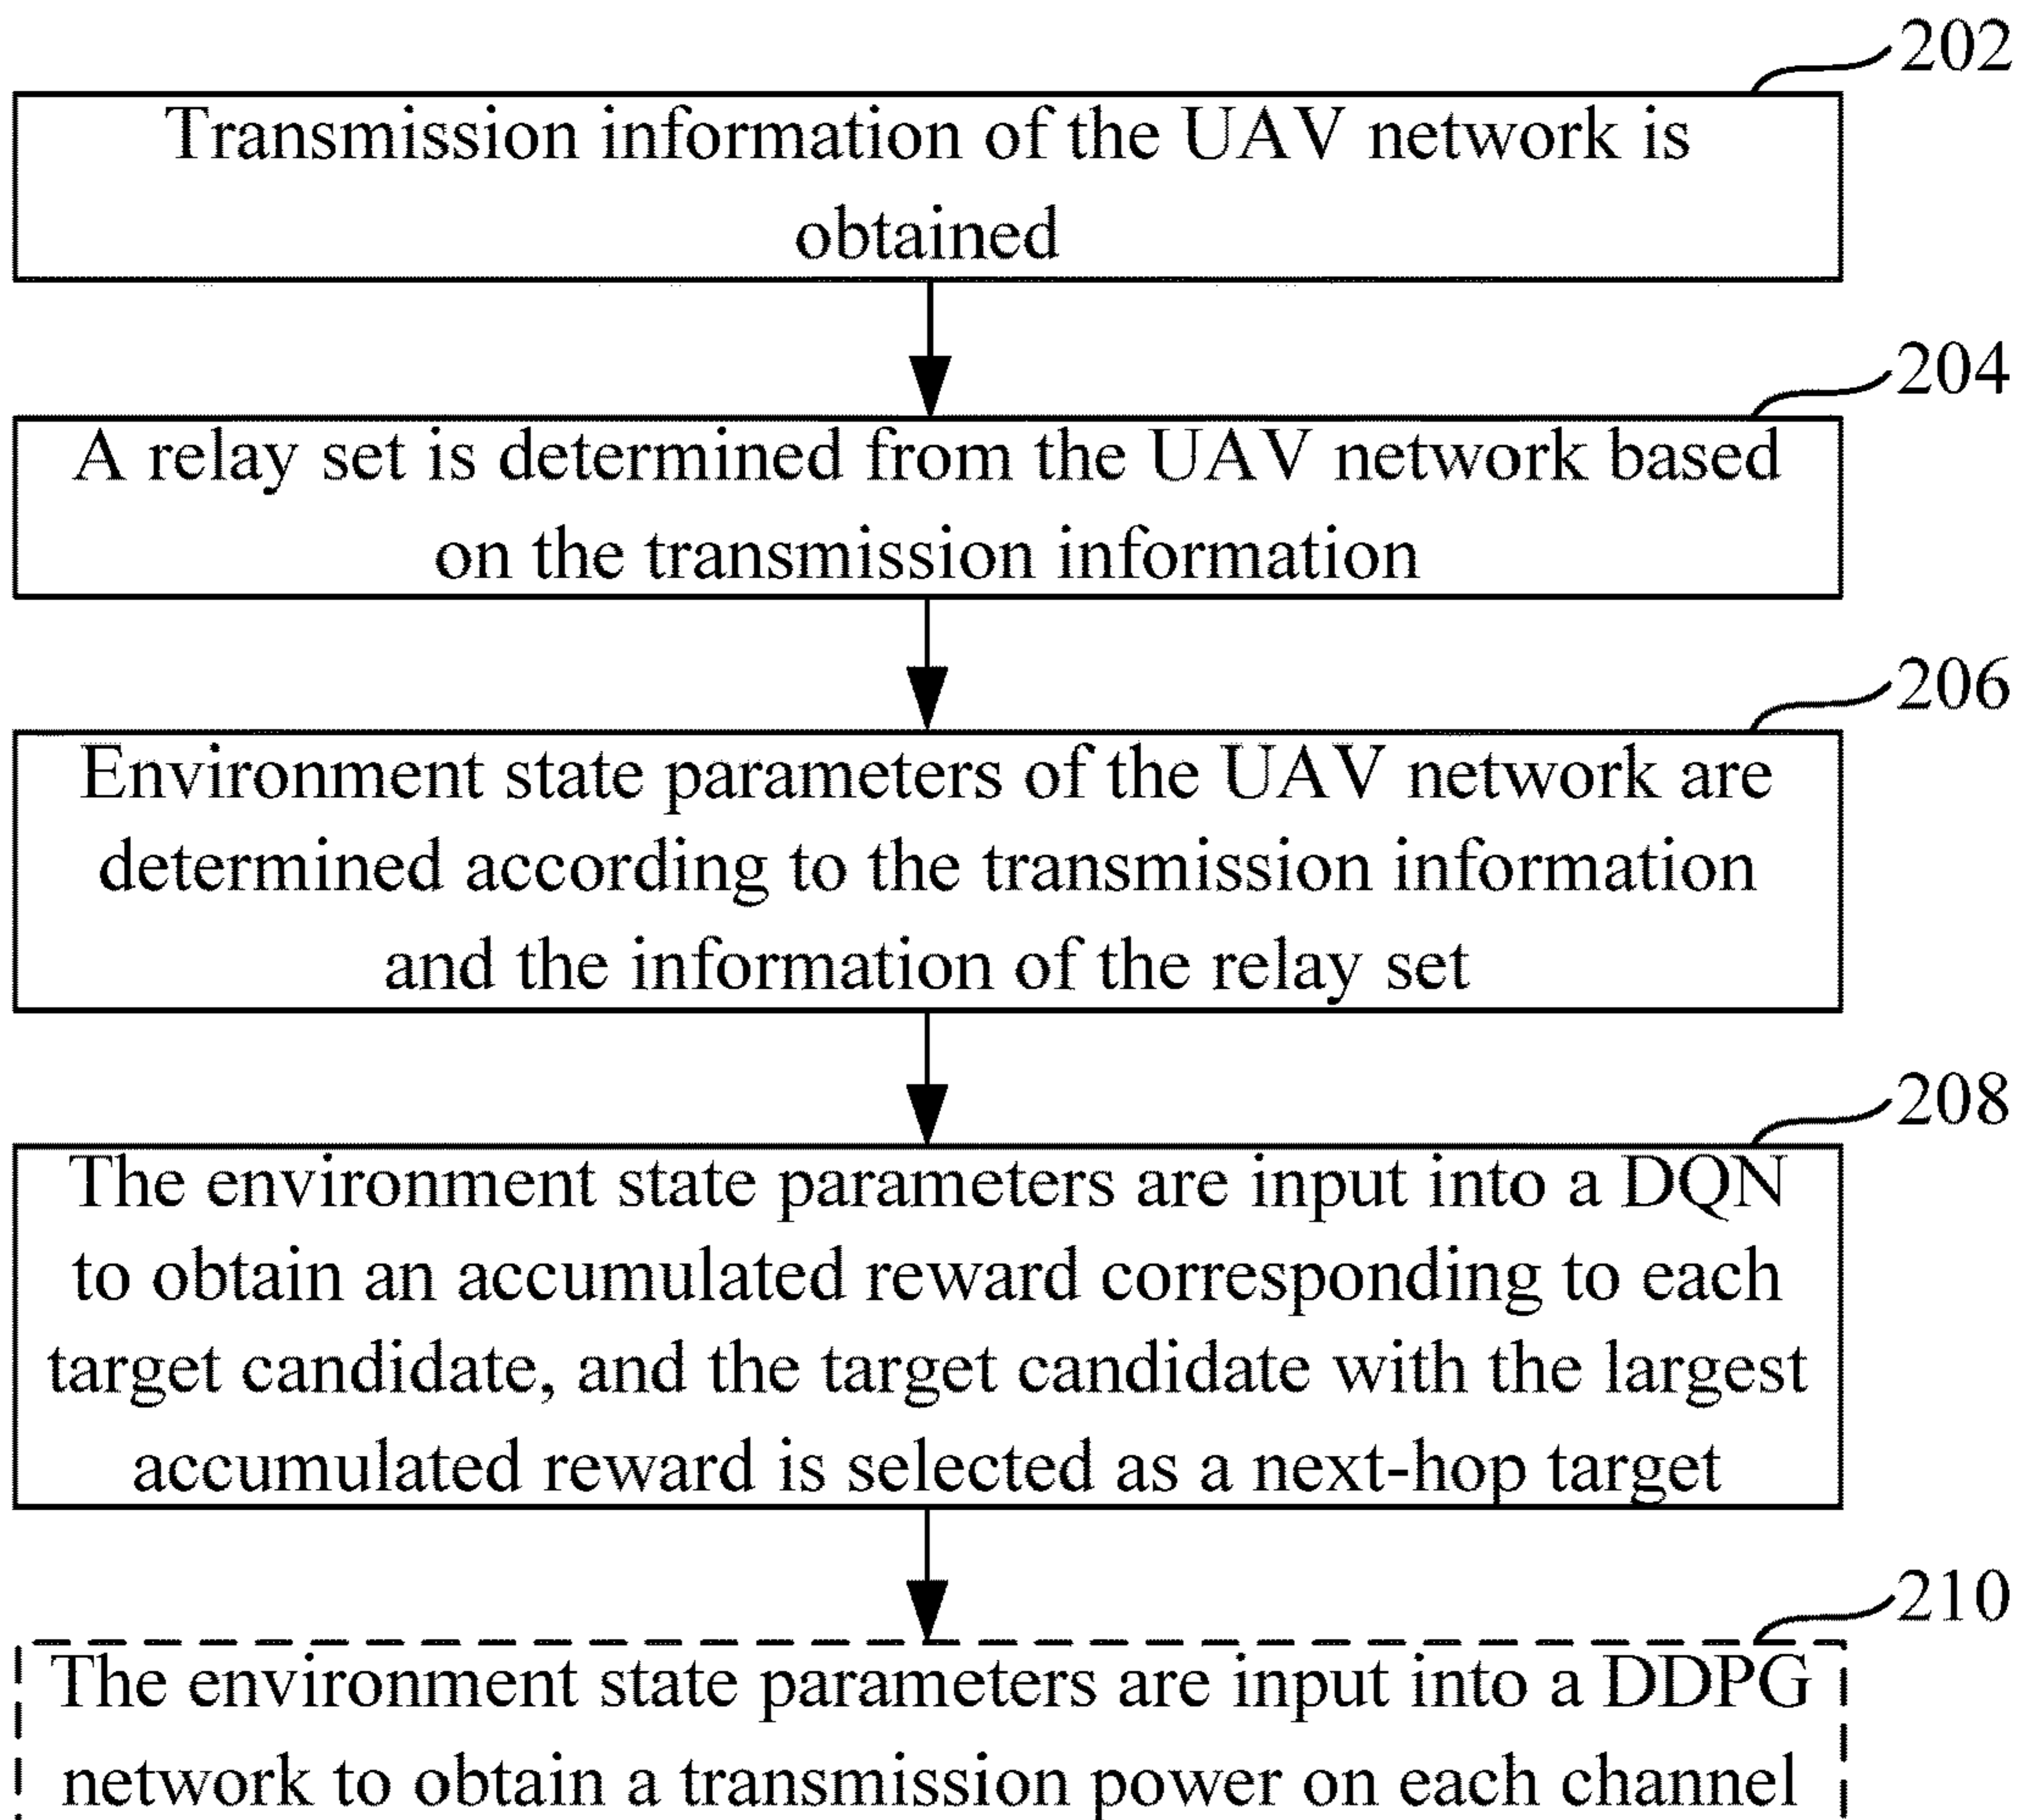 202
Transmission information of the UAV network is
obtained
204
A relay set is determined from the UAV network based
on the transmission information
206
Environment state parameters of the UAV network are
determined according to the transmission information
and the information of the relay set
208
The environment state parameters are input into a DQN
to obtain an accumulated reward corresponding to each
target candidate, and the target candidate with the largest
accumulated reward is selected as a next-hop target
210
The environment state parameters are input into a DDPG
network to obtain a transmission power on each channel